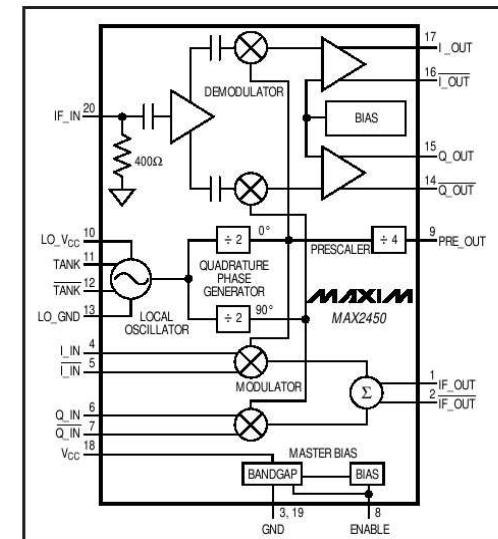 17
I_OUT
16
I_OUT
DEMODULATOR
IF_IN 20
BIAS
400Ω
15
Q_OUT
14
Q_OUT
LO_VCC 10
÷ 2
0°
PRESCALER
÷ 4
9
PRE_OUT
TANK 11
TANK 12
QUADRATURE
PHASE
GENERATOR
LO_GND 13
LOCAL
OSCILLATOR
÷ 2
90°
MAXIM
MAX2450
I_IN 4
I_IN 5
MODULATOR
Σ
1
IF_OUT
2
IF_OUT
Q_IN 6
Q_IN 7
VCC 18
MASTER BIAS
BANDGAP
BIAS
3, 19
8
GND
ENABLE